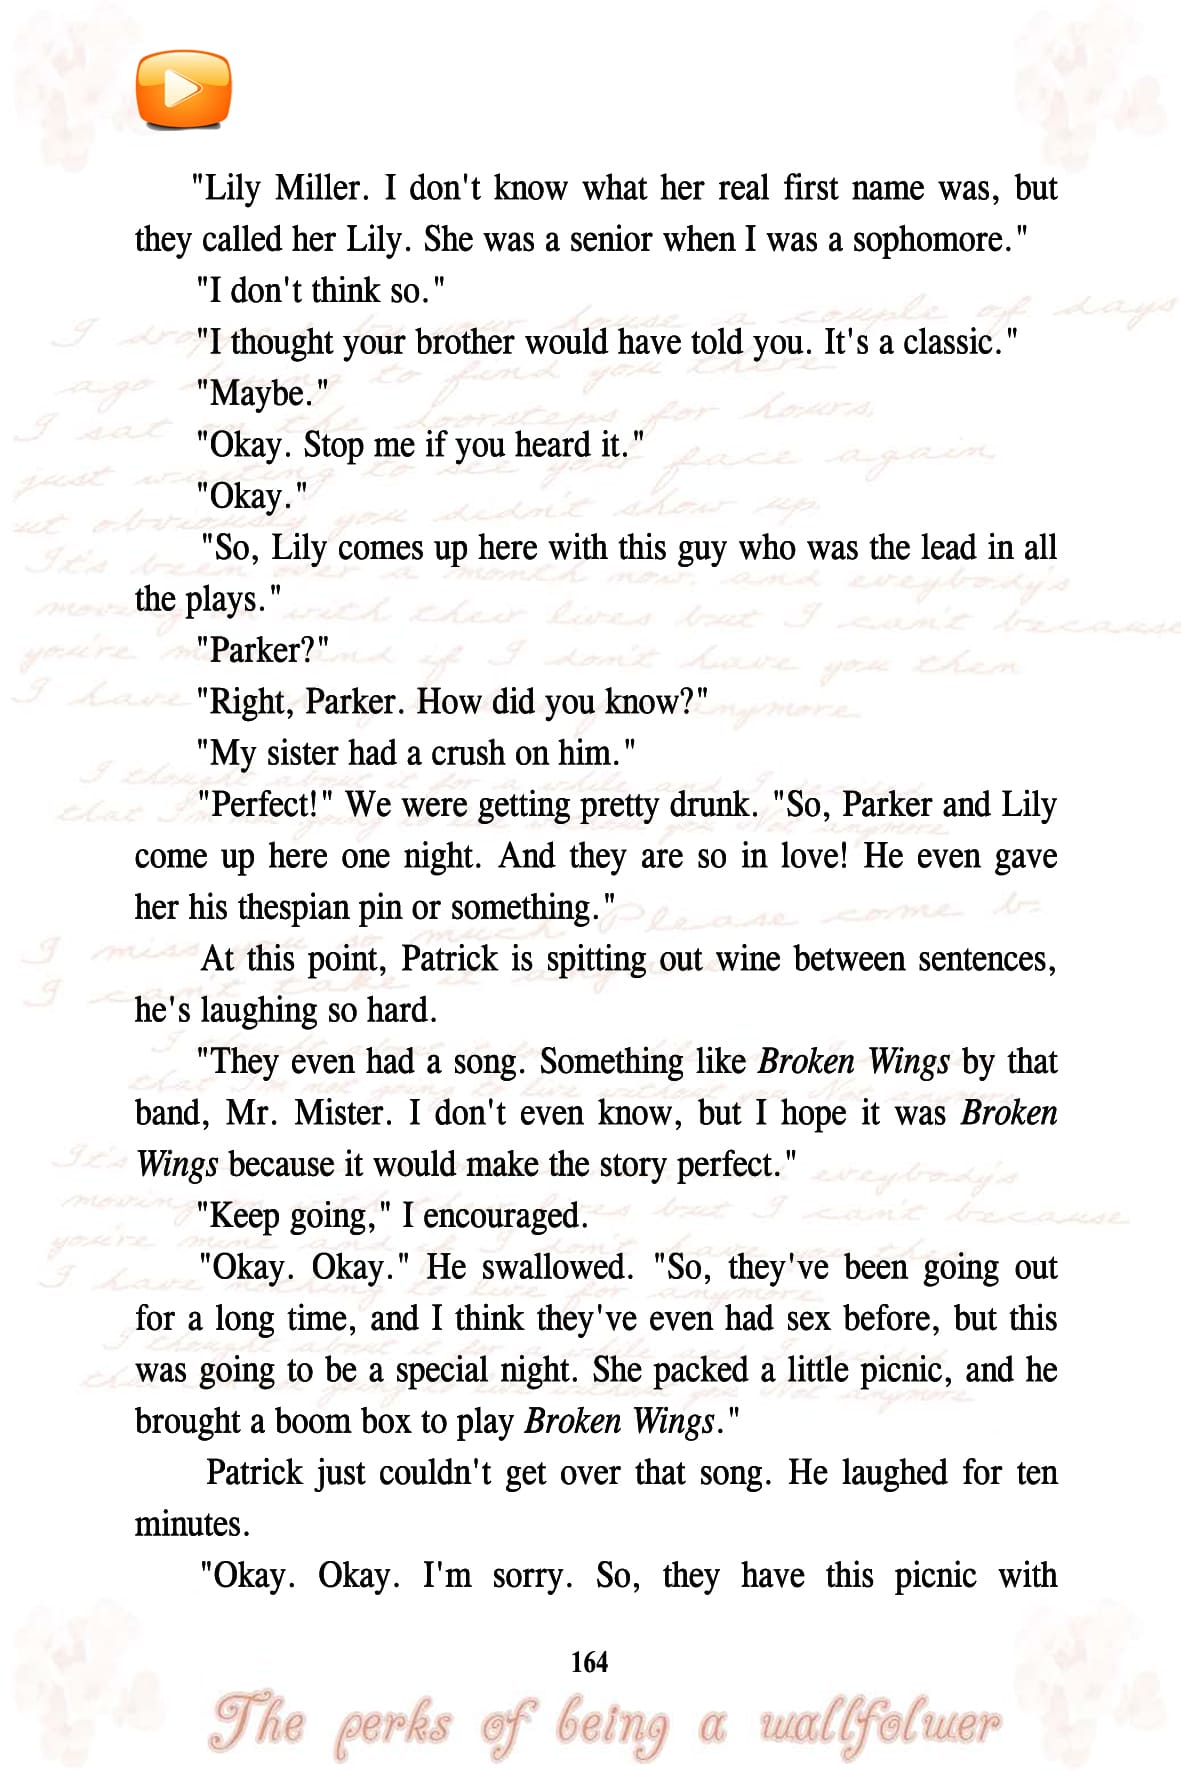 "Lily Miller. I don't know what her real first name was, but
they called her Lily. She was a senior when I was a sophomore."
"I don't think so."
"I thought your brother would have told you. It's a classic."
"Maybe."
"Okay. Stop me if you heard it."
"Okay."
"So, Lily comes up here with this guy who was the lead in all
the plays."
"Parker?"
"Right, Parker. How did you know?"
"My sister had a crush on him."
"Perfect!" We were getting pretty drunk. "So, Parker and Lily
come up here one night. And they are so in love! He even gave
her his thespian pin or something."
At this point, Patrick is spitting out wine between sentences,
he's laughing so hard.
"They even had a song. Something like Broken Wings by that
band, Mr. Mister. I don't even know, but I hope it was Broken
Wings because it would make the story perfect."
"Keep going," I encouraged.
"Okay. Okay." He swallowed. "So, they've been going out
for a long time, and I think they've even had sex before, but this
was going to be a special night. She packed a little picnic, and he
brought a boom box to play Broken Wings."
Patrick just couldn't get over that song. He laughed for ten
minutes.
"Okay. Okay. I'm sorry. So, they have this picnic with
164
The perks of being a wallfolwer